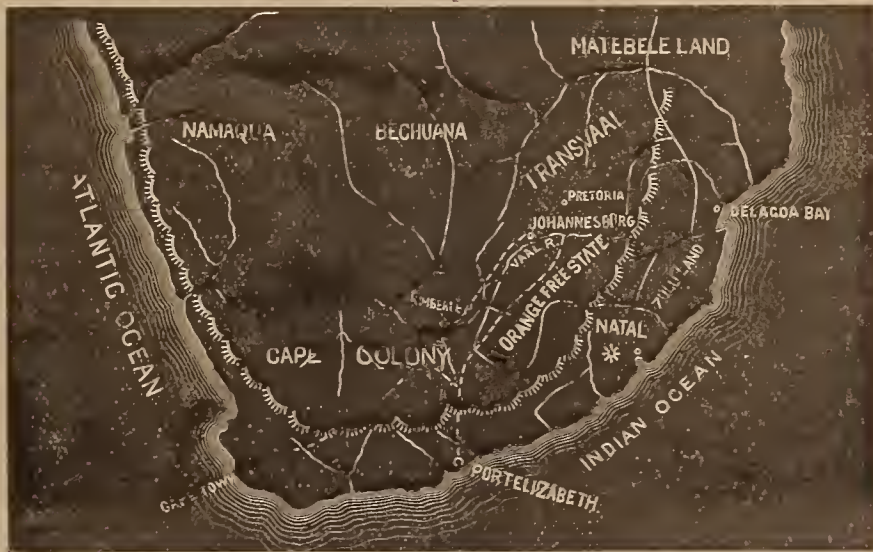 MATEBELE LAND
NAMAQUA
BECHUANA
TRANSVAAL
PRETORIA
DELAGOA BAY
JOHANNESBURG
VAAL R.
ORANGE FREE STATE
ZULULAND
ATLANTIC OCEAN
KIMBERLEY
NATAL
CAPE COLONY
INDIAN OCEAN
PORT ELIZABETH
CAPE TOWN